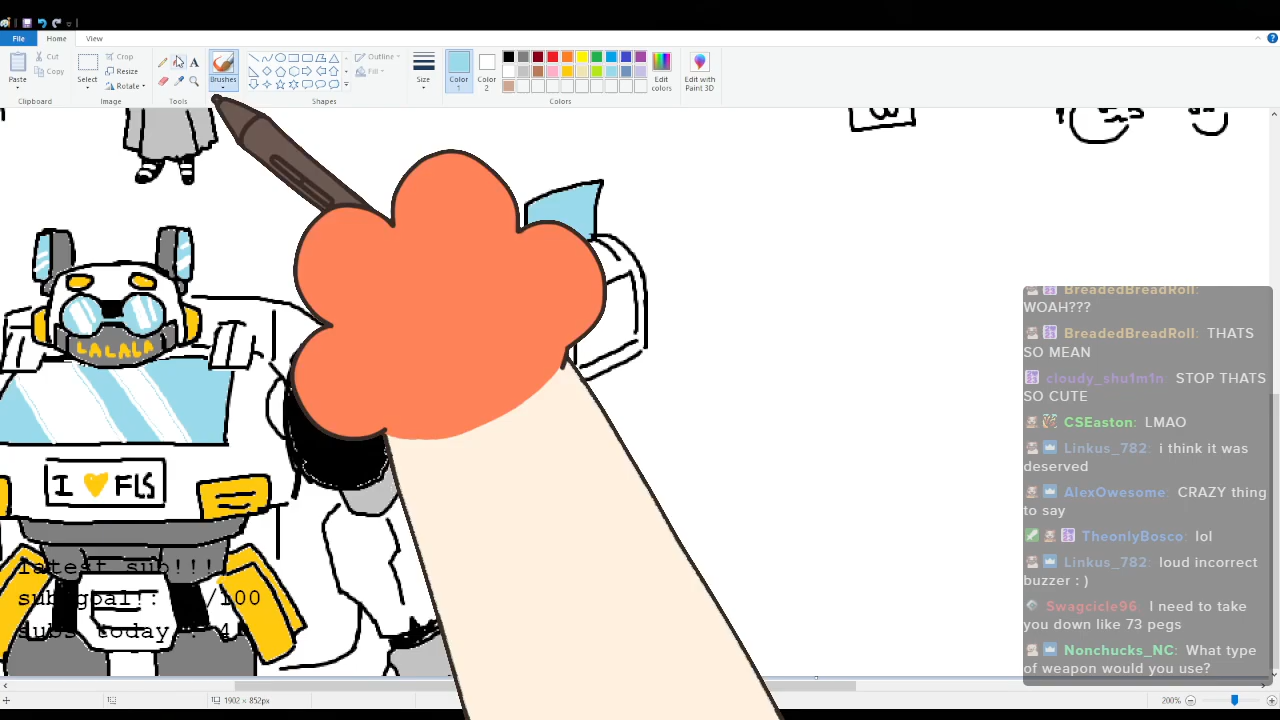 File Home View
Cut
Copy
Paste
Clipboard
Crop
Resize
Rotate
Select
Image
A
Tools
Brushes
Outline
Fill
Shapes
Size
Color 1
Color 2
Edit colors
Colors
Edit with Paint 3D
LALALA
I FLS
latest sub!!!
sub goal!: /100
subs today : 4
BreadedBreadRoll:
WOAH???
BreadedBreadRoll: THATS
SO MEAN
cloudy_shu1m1n: STOP THATS
SO CUTE
CSEaston: LMAO
Linkus_782: i think it was
deserved
AlexOwesome: CRAZY thing
to say
TheonlyBosco: lol
Linkus_782: loud incorrect
buzzer : )
Swagcicle96: I need to take
you down like 73 pegs
Nonchucks_NC: What type
of weapon would you use?
1902 × 852px
200%